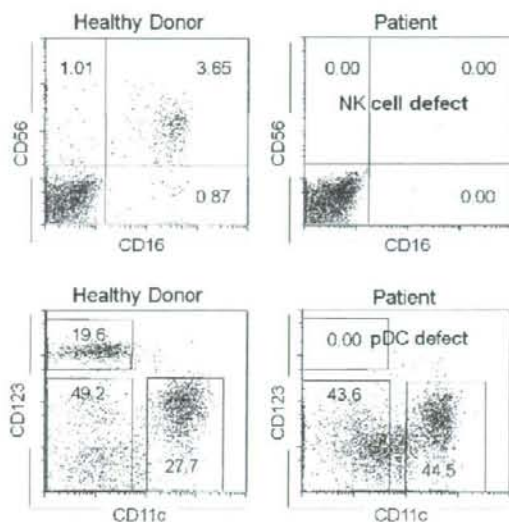 Healthy Donor
Patient
1.01 3.65
0.87
CD56
CD16
0.00 0.00
NK cell defect
0.00
CD56
CD16
Healthy Donor
Patient
19.6
49.2
27.7
CD123
CD11c
0.00 pDC defect
43.6
44.5
CD123
CD11c